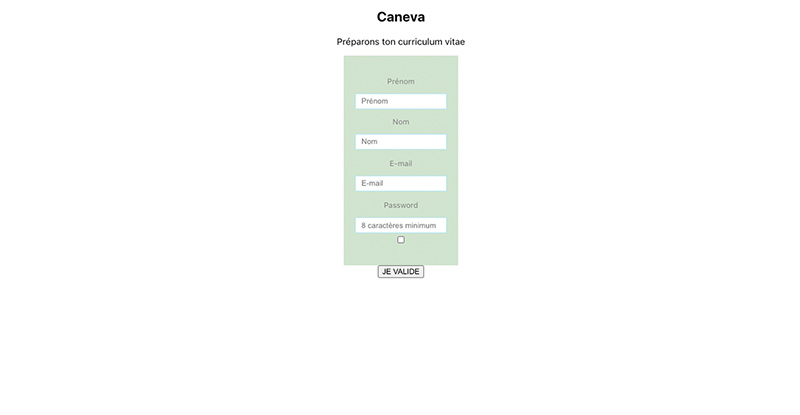 Caneva
Préparons ton curriculum vitae
Prénom
Prénom
Nom
Nom
E-mail
E-mail
Password
8 caractères minimum
JE VALIDE